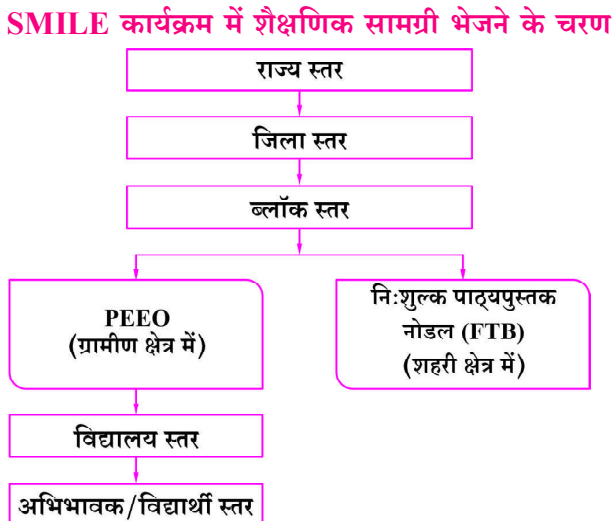 SMILE कार्यक्रम में शैक्षणिक सामग्री भेजने के चरण
राज्य स्तर
जिला स्तर
ब्लॉक स्तर
PEEO
(ग्रामीण क्षेत्र में)
नि:शुल्क पाठ्यपुस्तक
नोडल (FTB)
(शहरी क्षेत्र में)
विद्यालय स्तर
अभिभावक/विद्यार्थी स्तर